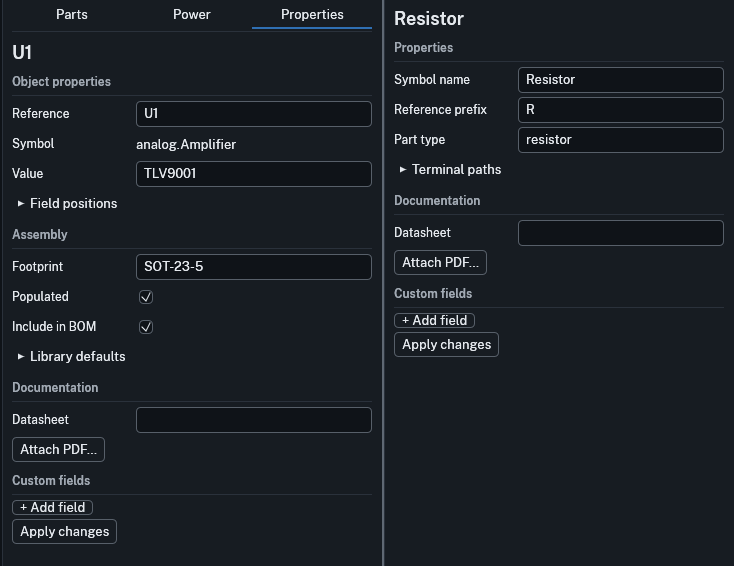 Parts Power Properties
U1
Object properties
Reference U1
Symbol analog.Amplifier
Value TLV9001
▸ Field positions
Assembly
Footprint SOT-23-5
Populated
Include in BOM
▸ Library defaults
Documentation
Datasheet
Attach PDF...
Custom fields
+ Add field
Apply changes
Resistor
Properties
Symbol name Resistor
Reference prefix R
Part type resistor
▸ Terminal paths
Documentation
Datasheet
Attach PDF...
Custom fields
+ Add field
Apply changes